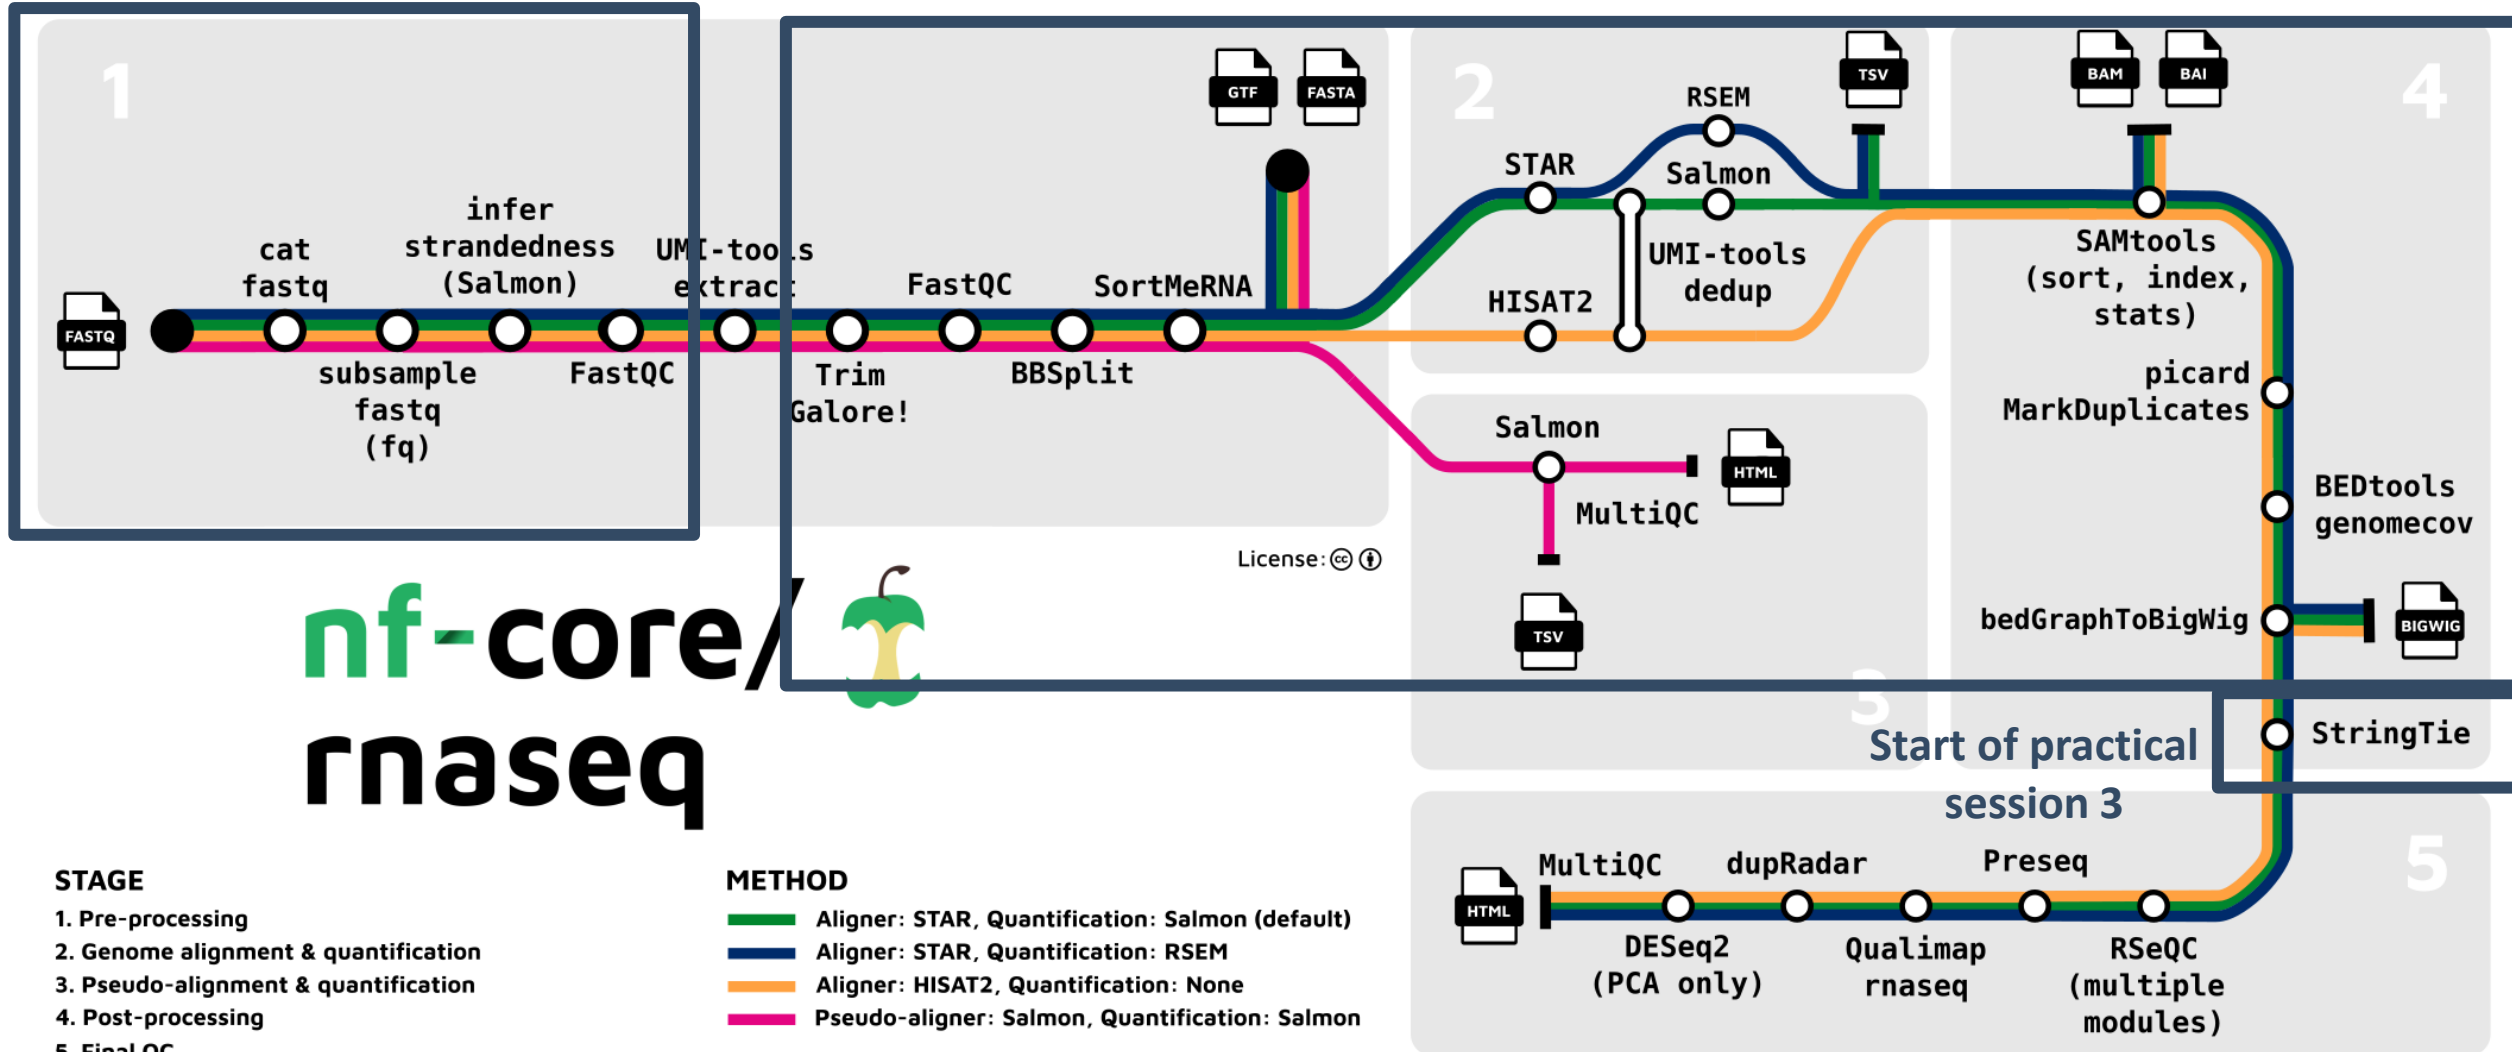 1
FASTQ
cat
fastq
subsample
fastq
(fq)
infer
strandedness
(Salmon)
FastQC
UMI-tools
extract
Trim
Galore!
FastQC
BBSplit
SortMeRNA
GTF
FASTA
2
STAR
HISAT2
RSEM
Salmon
UMI-tools
dedup
TSV
Salmon
MultiQC
HTML
TSV
3
4
BAM
BAI
SAMtools
(sort, index,
stats)
picard
MarkDuplicates
BEDtools
genomecov
bedGraphToBigWig
BIGWIG
StringTie
Start of practical
session 3
5
RSeQC
(multiple
modules)
Preseq
Qualimap
rnaseq
dupRadar
DESeq2
(PCA only)
MultiQC
HTML
License:
nf-core/
rnaseq
STAGE
1. Pre-processing
2. Genome alignment & quantification
3. Pseudo-alignment & quantification
4. Post-processing
5. Final QC
METHOD
Aligner: STAR, Quantification: Salmon (default)
Aligner: STAR, Quantification: RSEM
Aligner: HISAT2, Quantification: None
Pseudo-aligner: Salmon, Quantification: Salmon